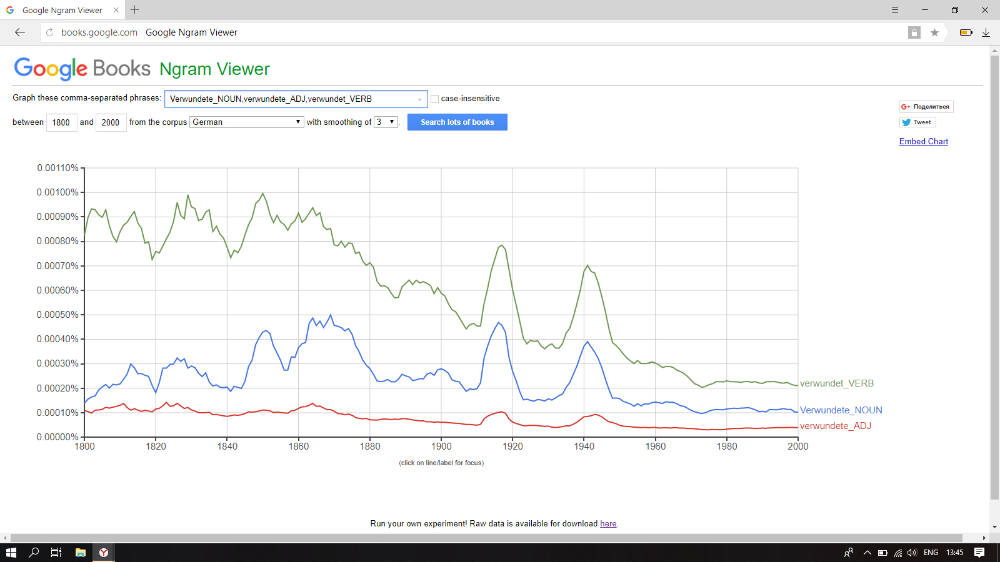 Google Ngram Viewer
books.google.com Google Ngram Viewer
Google Books Ngram Viewer
Graph these comma-separated phrases: Verwundete_NOUN,verwundete_ADJ,verwundet_VERB case-insensitive
between 1800 and 2000 from the corpus German with smoothing of 3. Search lots of books
G+ Поделиться
Tweet
Embed Chart
0.00110%
0.00100%
0.00090%
0.00080%
0.00070%
0.00060%
0.00050%
0.00040%
0.00030%
0.00020%
0.00010%
0.00000%
verwundet_VERB
Verwundete_NOUN
verwundete_ADJ
1800 1820 1840 1860 1880 1900 1920 1940 1960 1980 2000
(click on line/label for focus)
Run your own experiment! Raw data is available for download here.
ENG 13:45